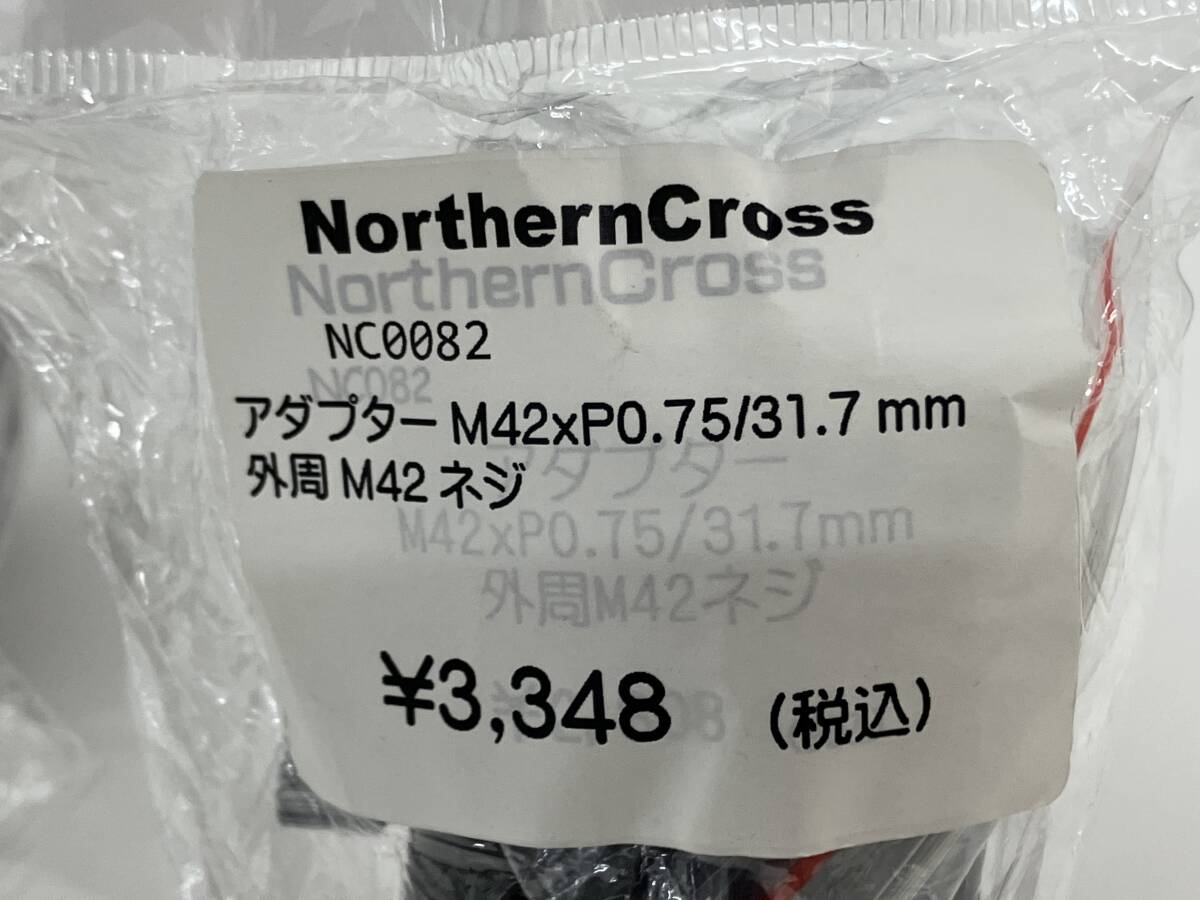 NorthernCross
NorthernCross
NC0082
NC082
アダプター M42xP0.75/31.7 mm
外周 M42 ネジ
アダプター
M42xP0.75/31.7mm
外周M42ネジ
¥3,348 (税込)